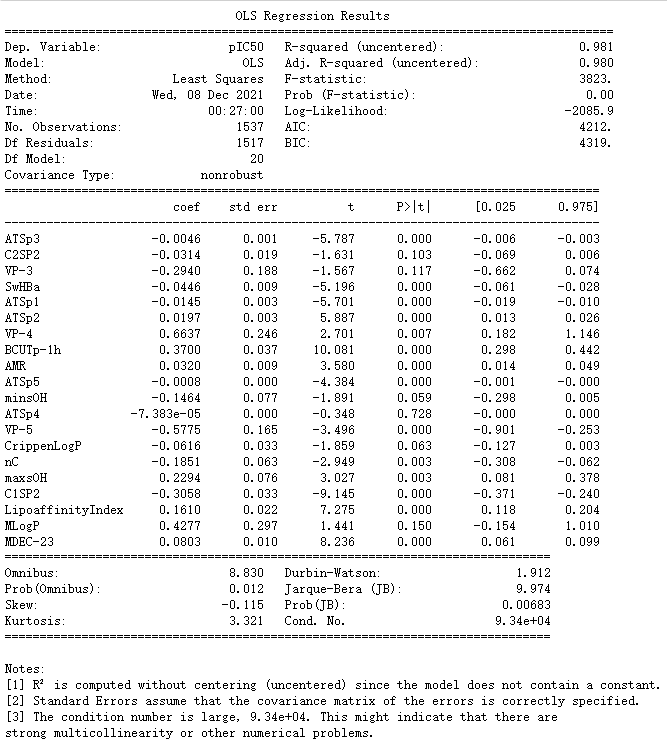 OLS Regression Results
==============================================================================
Dep. Variable: pIC50 R-squared (uncentered): 0.981
Model: OLS Adj. R-squared (uncentered): 0.980
Method: Least Squares F-statistic: 3823.
Date: Wed, 08 Dec 2021 Prob (F-statistic): 0.00
Time: 00:27:00 Log-Likelihood: -2085.9
No. Observations: 1537 AIC: 4212.
Df Residuals: 1517 BIC: 4319.
Df Model: 20
Covariance Type: nonrobust
==============================================================================
coef std err t P>|t| [0.025 0.975]
------------------------------------------------------------------------------
ATSp3 -0.0046 0.001 -5.787 0.000 -0.006 -0.003
C2SP2 -0.0314 0.019 -1.631 0.103 -0.069 0.006
VP-3 -0.2940 0.188 -1.567 0.117 -0.662 0.074
SwHBa -0.0446 0.009 -5.196 0.000 -0.061 -0.028
ATSp1 -0.0145 0.003 -5.701 0.000 -0.019 -0.010
ATSp2 0.0197 0.003 5.887 0.000 0.013 0.026
VP-4 0.6637 0.246 2.701 0.007 0.182 1.146
BCUTp-1h 0.3700 0.037 10.081 0.000 0.298 0.442
AMR 0.0320 0.009 3.580 0.000 0.014 0.049
ATSp5 -0.0008 0.000 -4.384 0.000 -0.001 -0.000
minsOH -0.1464 0.077 -1.891 0.059 -0.298 0.005
ATSp4 -7.383e-05 0.000 -0.348 0.728 -0.000 0.000
VP-5 -0.5775 0.165 -3.496 0.000 -0.901 -0.253
CrippenLogP -0.0616 0.033 -1.859 0.063 -0.127 0.003
nC -0.1851 0.063 -2.949 0.003 -0.308 -0.062
maxsOH 0.2294 0.076 3.027 0.003 0.081 0.378
C1SP2 -0.3058 0.033 -9.145 0.000 -0.371 -0.240
LipoaffinityIndex 0.1610 0.022 7.275 0.000 0.118 0.204
MLogP 0.4277 0.297 1.441 0.150 -0.154 1.010
MDEC-23 0.0803 0.010 8.236 0.000 0.061 0.099
==============================================================================
Omnibus: 8.830 Durbin-Watson: 1.912
Prob(Omnibus): 0.012 Jarque-Bera (JB): 9.974
Skew: -0.115 Prob(JB): 0.00683
Kurtosis: 3.321 Cond. No. 9.34e+04
==============================================================================
Notes:
[1] R² is computed without centering (uncentered) since the model does not contain a constant.
[2] Standard Errors assume that the covariance matrix of the errors is correctly specified.
[3] The condition number is large, 9.34e+04. This might indicate that there are
strong multicollinearity or other numerical problems.